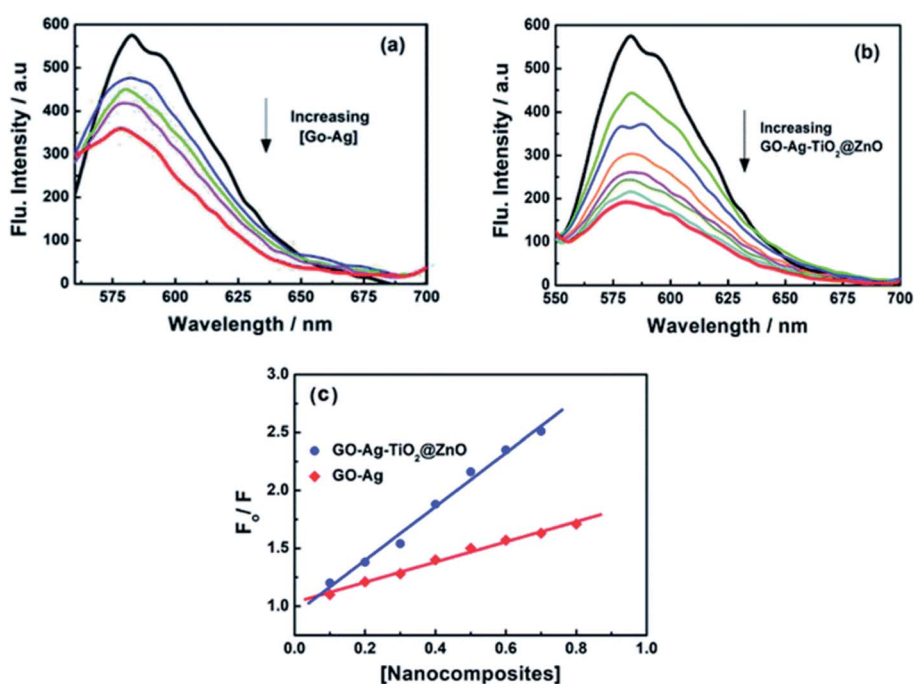 600
500
400
300
200
100
0
Flu. Intensity / a.u
(a)
Increasing
[Go-Ag]
575 600 625 650 675 700
Wavelength / nm
600
500
400
300
200
100
0
Flu. Intensity / a.u
(b)
Increasing
GO-Ag-TiO₂@ZnO
550 575 600 625 650 700
Wavelength / nm
3.0
2.5
2.0
1.5
1.0
F₀ / F
(c)
GO-Ag-TiO₂@ZnO
GO-Ag
0.0 0.2 0.4 0.6 0.8 1.0
[Nanocomposites]